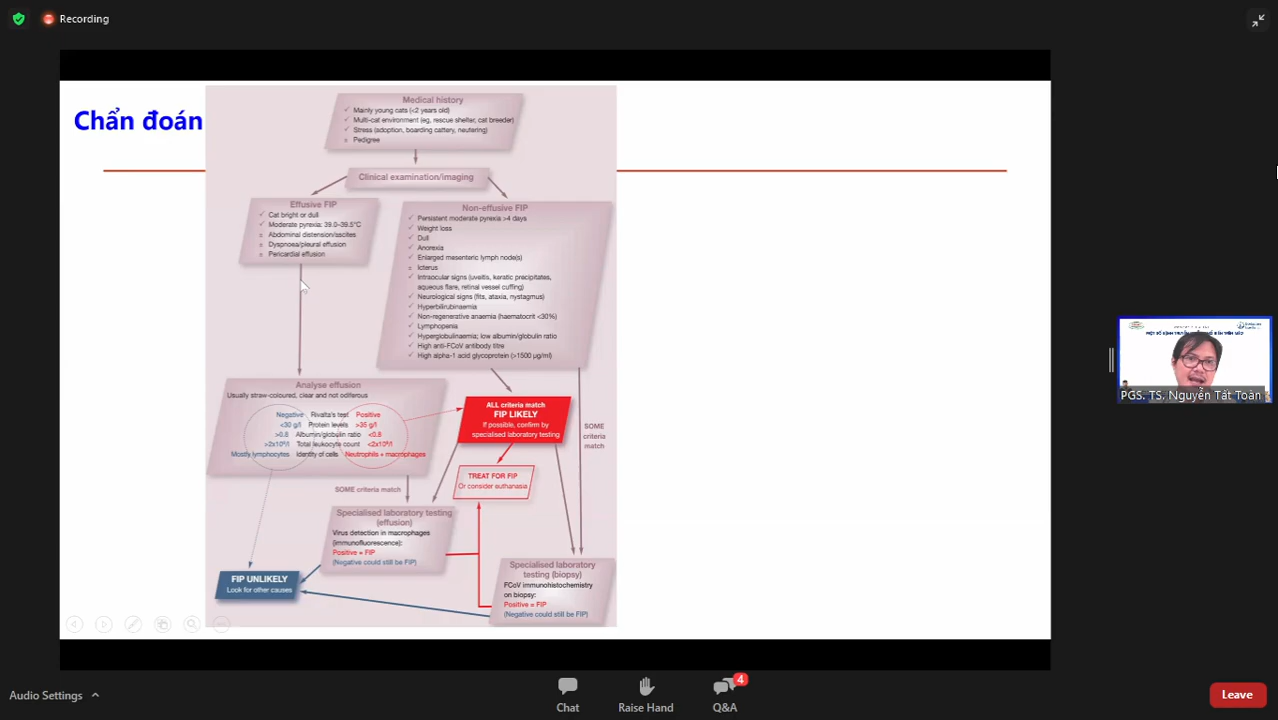 Recording
Chẩn đoán
Medical history
✓ Mainly young cats (<2 years old)
✓ Multi-cat environment (eg, rescue shelter, cat breeder)
✓ Stress (adoption, boarding cattery, neutering)
± Pedigree
Clinical examination/imaging
Effusive FIP
✓ Cat bright or dull
✓ Moderate pyrexia: 39.0–39.5°C
± Abdominal distension/ascites
± Dyspnoea/pleural effusion
± Pericardial effusion
Non-effusive FIP
✓ Persistent moderate pyrexia >4 days
✓ Weight loss
✓ Dull
✓ Anorexia
✓ Enlarged mesenteric lymph node(s)
± Icterus
✓ Intraocular signs (uveitis, keratic precipitates,
aqueous flare, retinal vessel cuffing)
✓ Neurological signs (fits, ataxia, nystagmus)
✓ Hyperbilirubinaemia
✓ Non-regenerative anaemia (haematocrit <30%)
✓ Lymphopenia
✓ Hyperglobulinaemia; low albumin/globulin ratio
✓ High anti-FCoV antibody titre
✓ High alpha-1 acid glycoprotein (>1500 µg/ml)
Analyse effusion
Usually straw-coloured, clear and not odiferous
Negative Rivalta's test Positive
<30 g/l Protein levels >35 g/l
>0.8 Albumin/globulin ratio <0.8
>2x10⁹/l Total leukocyte count <2x10⁹/l
Mostly lymphocytes Identity of cells Neutrophils + macrophages
ALL criteria match
FIP LIKELY
If possible, confirm by
specialised laboratory testing
SOME
criteria
match
TREAT FOR FIP
Or consider euthanasia
SOME criteria match
Specialised laboratory testing
(effusion)
Virus detection in macrophages
(immunofluorescence):
Positive = FIP
(Negative could still be FIP)
Specialised laboratory
testing (biopsy)
FCoV immunohistochemistry
on biopsy:
Positive = FIP
(Negative could still be FIP)
FIP UNLIKELY
Look for other causes
PGS. TS. Nguyễn Tất Toàn
Audio Settings
Chat
Raise Hand
4
Q&A
Leave